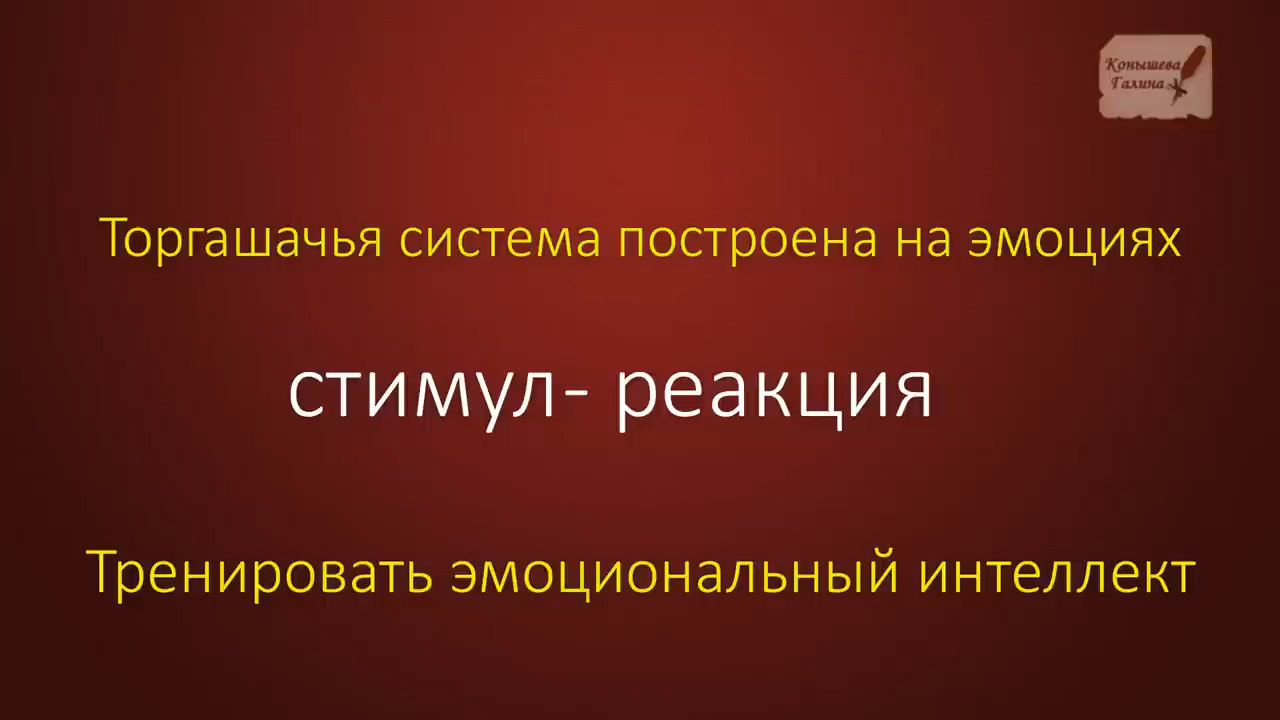 Конышева
Галина
Торгашачья система построена на эмоциях
стимул- реакция
Тренировать эмоциональный интеллект